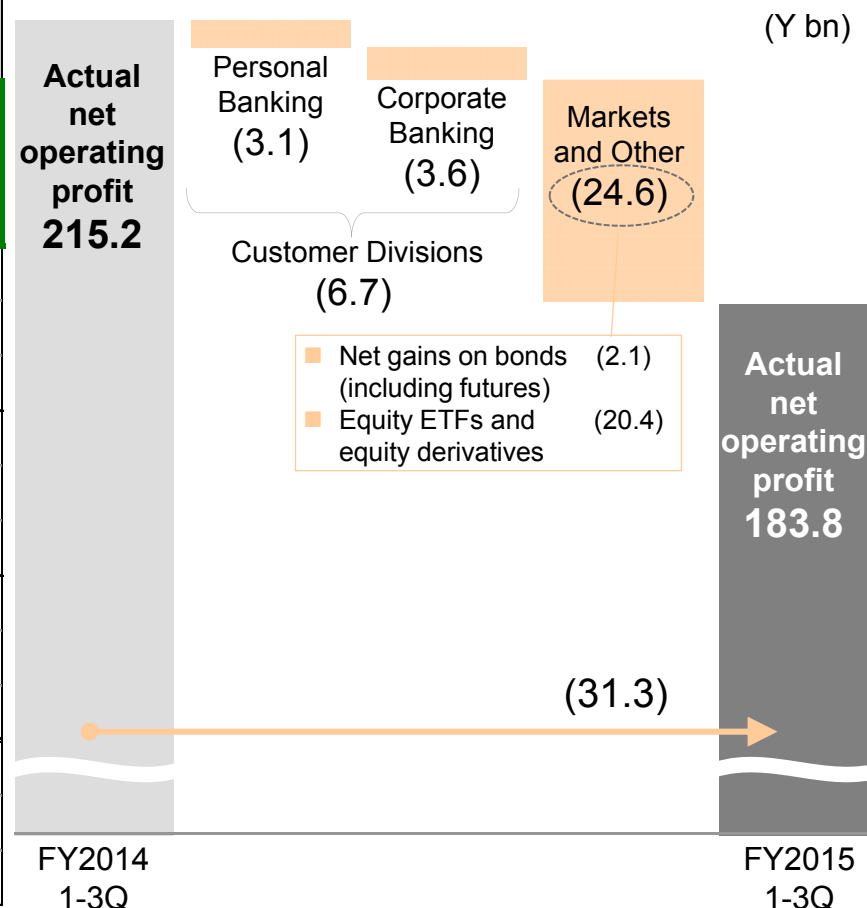 (Y bn)
Actual
net
operating
profit
215.2
Personal
Banking
(3.1)
Corporate
Banking
(3.6)
Markets
and Other
(24.6)
Customer Divisions
(6.7)
■ Net gains on bonds (2.1)
(including futures)
■ Equity ETFs and (20.4)
equity derivatives
Actual
net
operating
profit
183.8
(31.3)
FY2014
1-3Q
FY2015
1-3Q